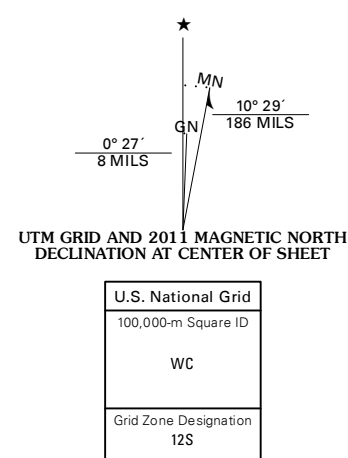 ★
MN
GN
10° 29´
186 MILS
0° 27´
8 MILS
UTM GRID AND 2011 MAGNETIC NORTH
DECLINATION AT CENTER OF SHEET
U.S. National Grid
100,000-m Square ID
WC
Grid Zone Designation
12S